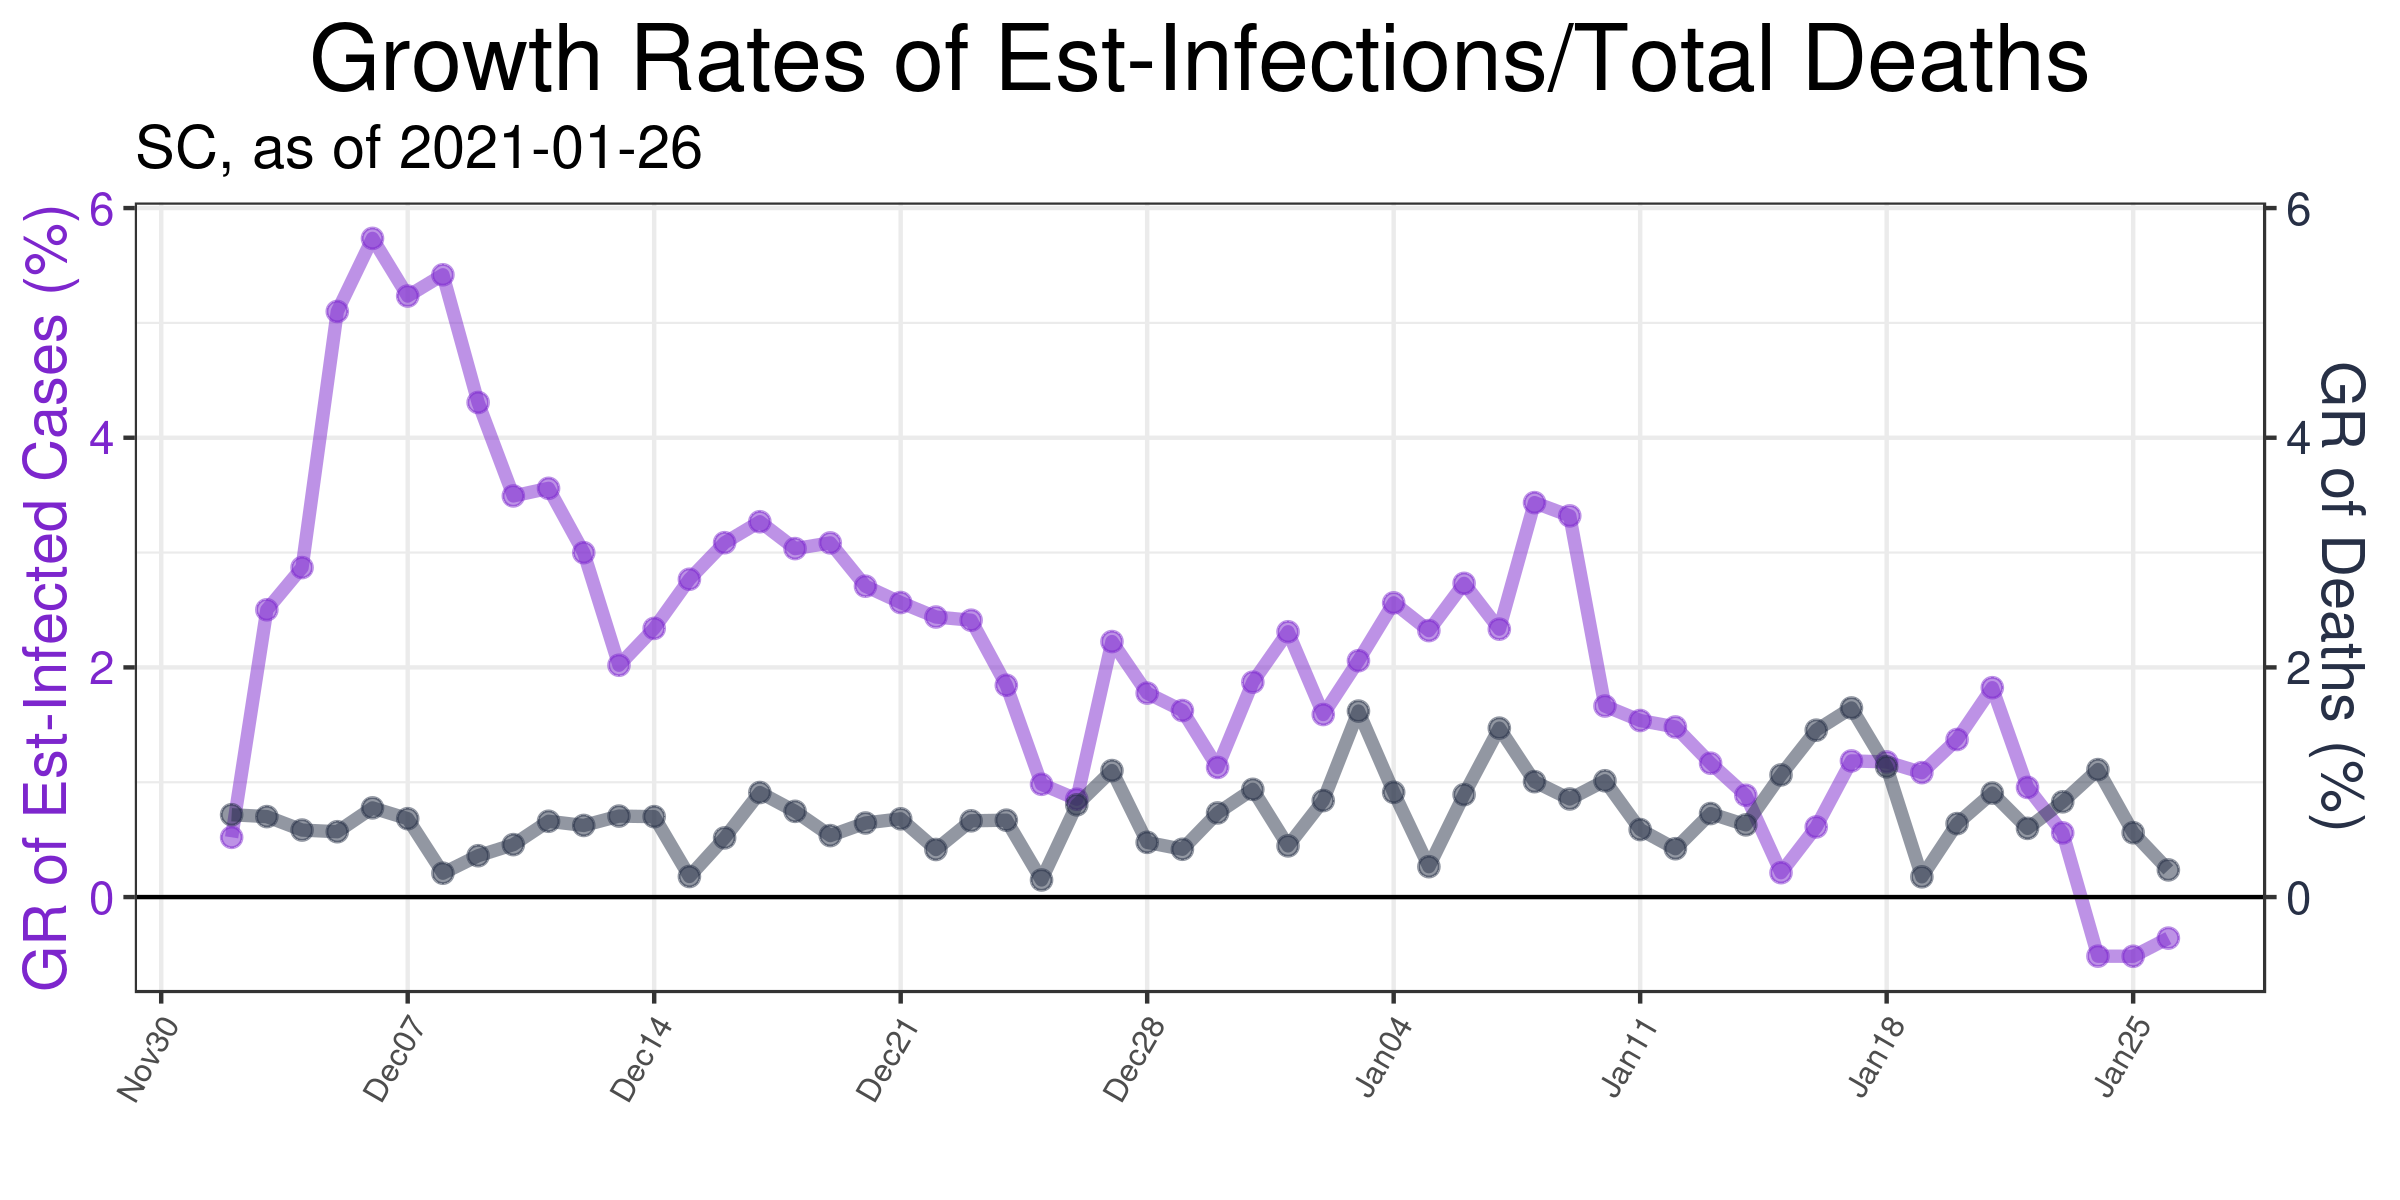 Growth Rates of Est-Infections/Total Deaths
SC, as of 2021-01-26
GR of Est-Infected Cases (%)
6
4
2
0
6
4
2
0
GR of Deaths (%)
Nov30
Dec07
Dec14
Dec21
Dec28
Jan04
Jan11
Jan18
Jan25